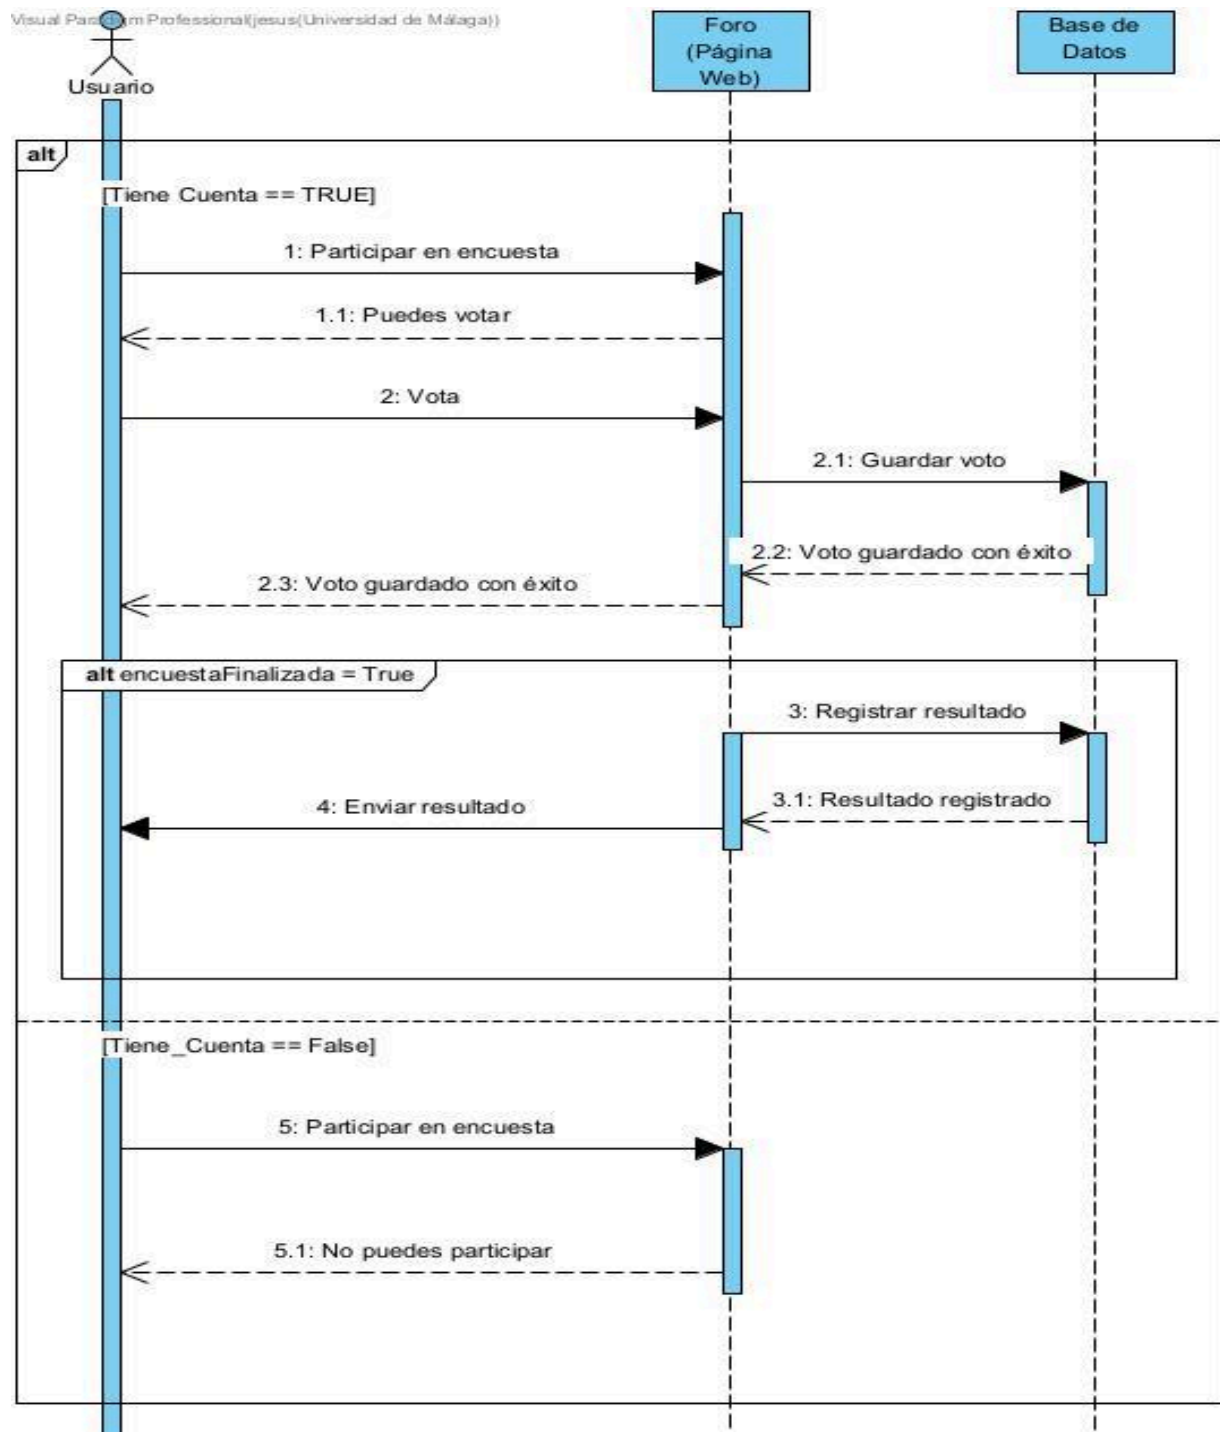 Visual Paradigm Professional(jesus(Universidad de Málaga))
Usuario
Foro
(Página
Web)
Base de
Datos
alt
[Tiene Cuenta == TRUE]
1: Participar en encuesta
1.1: Puedes votar
2: Vota
2.1: Guardar voto
2.2: Voto guardado con éxito
2.3: Voto guardado con éxito
alt encuestaFinalizada = True
3: Registrar resultado
3.1: Resultado registrado
4: Enviar resultado
[Tiene_Cuenta == False]
5: Participar en encuesta
5.1: No puedes participar